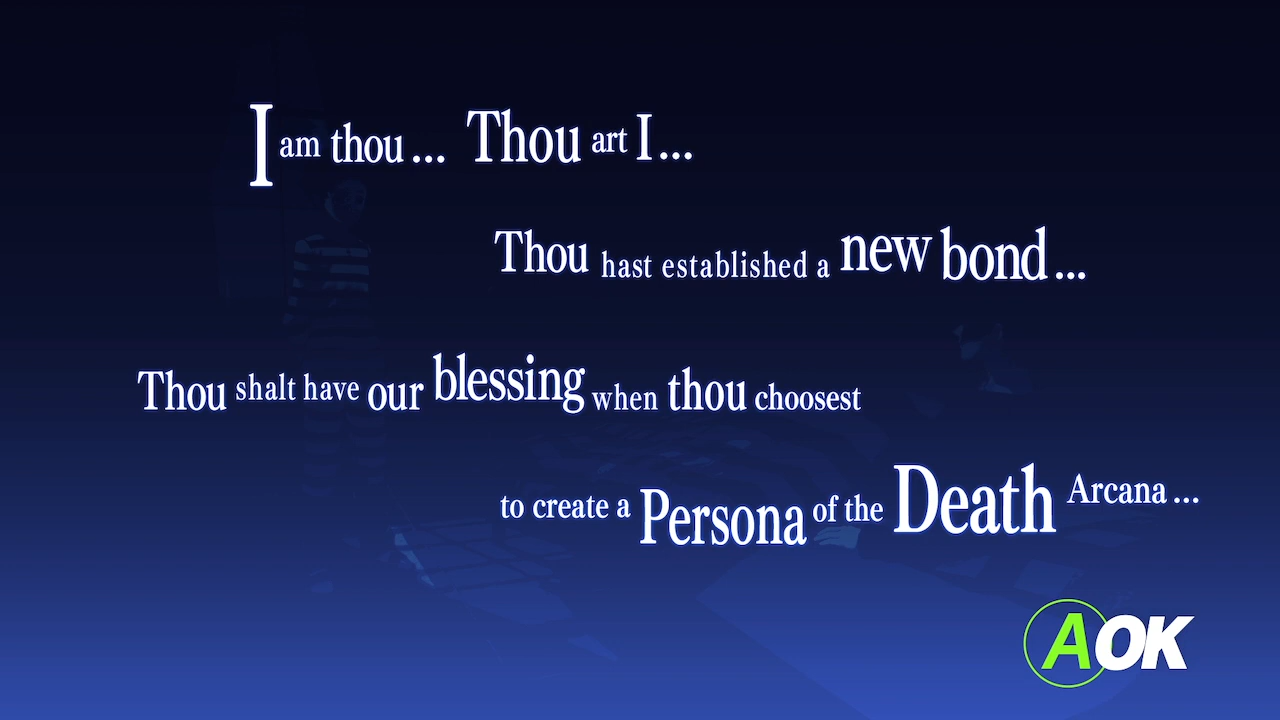 I am thou... Thou art I...
Thou hast established a new bond...
Thou shalt have our blessing when thou choosest
to create a Persona of the Death Arcana...
A OK